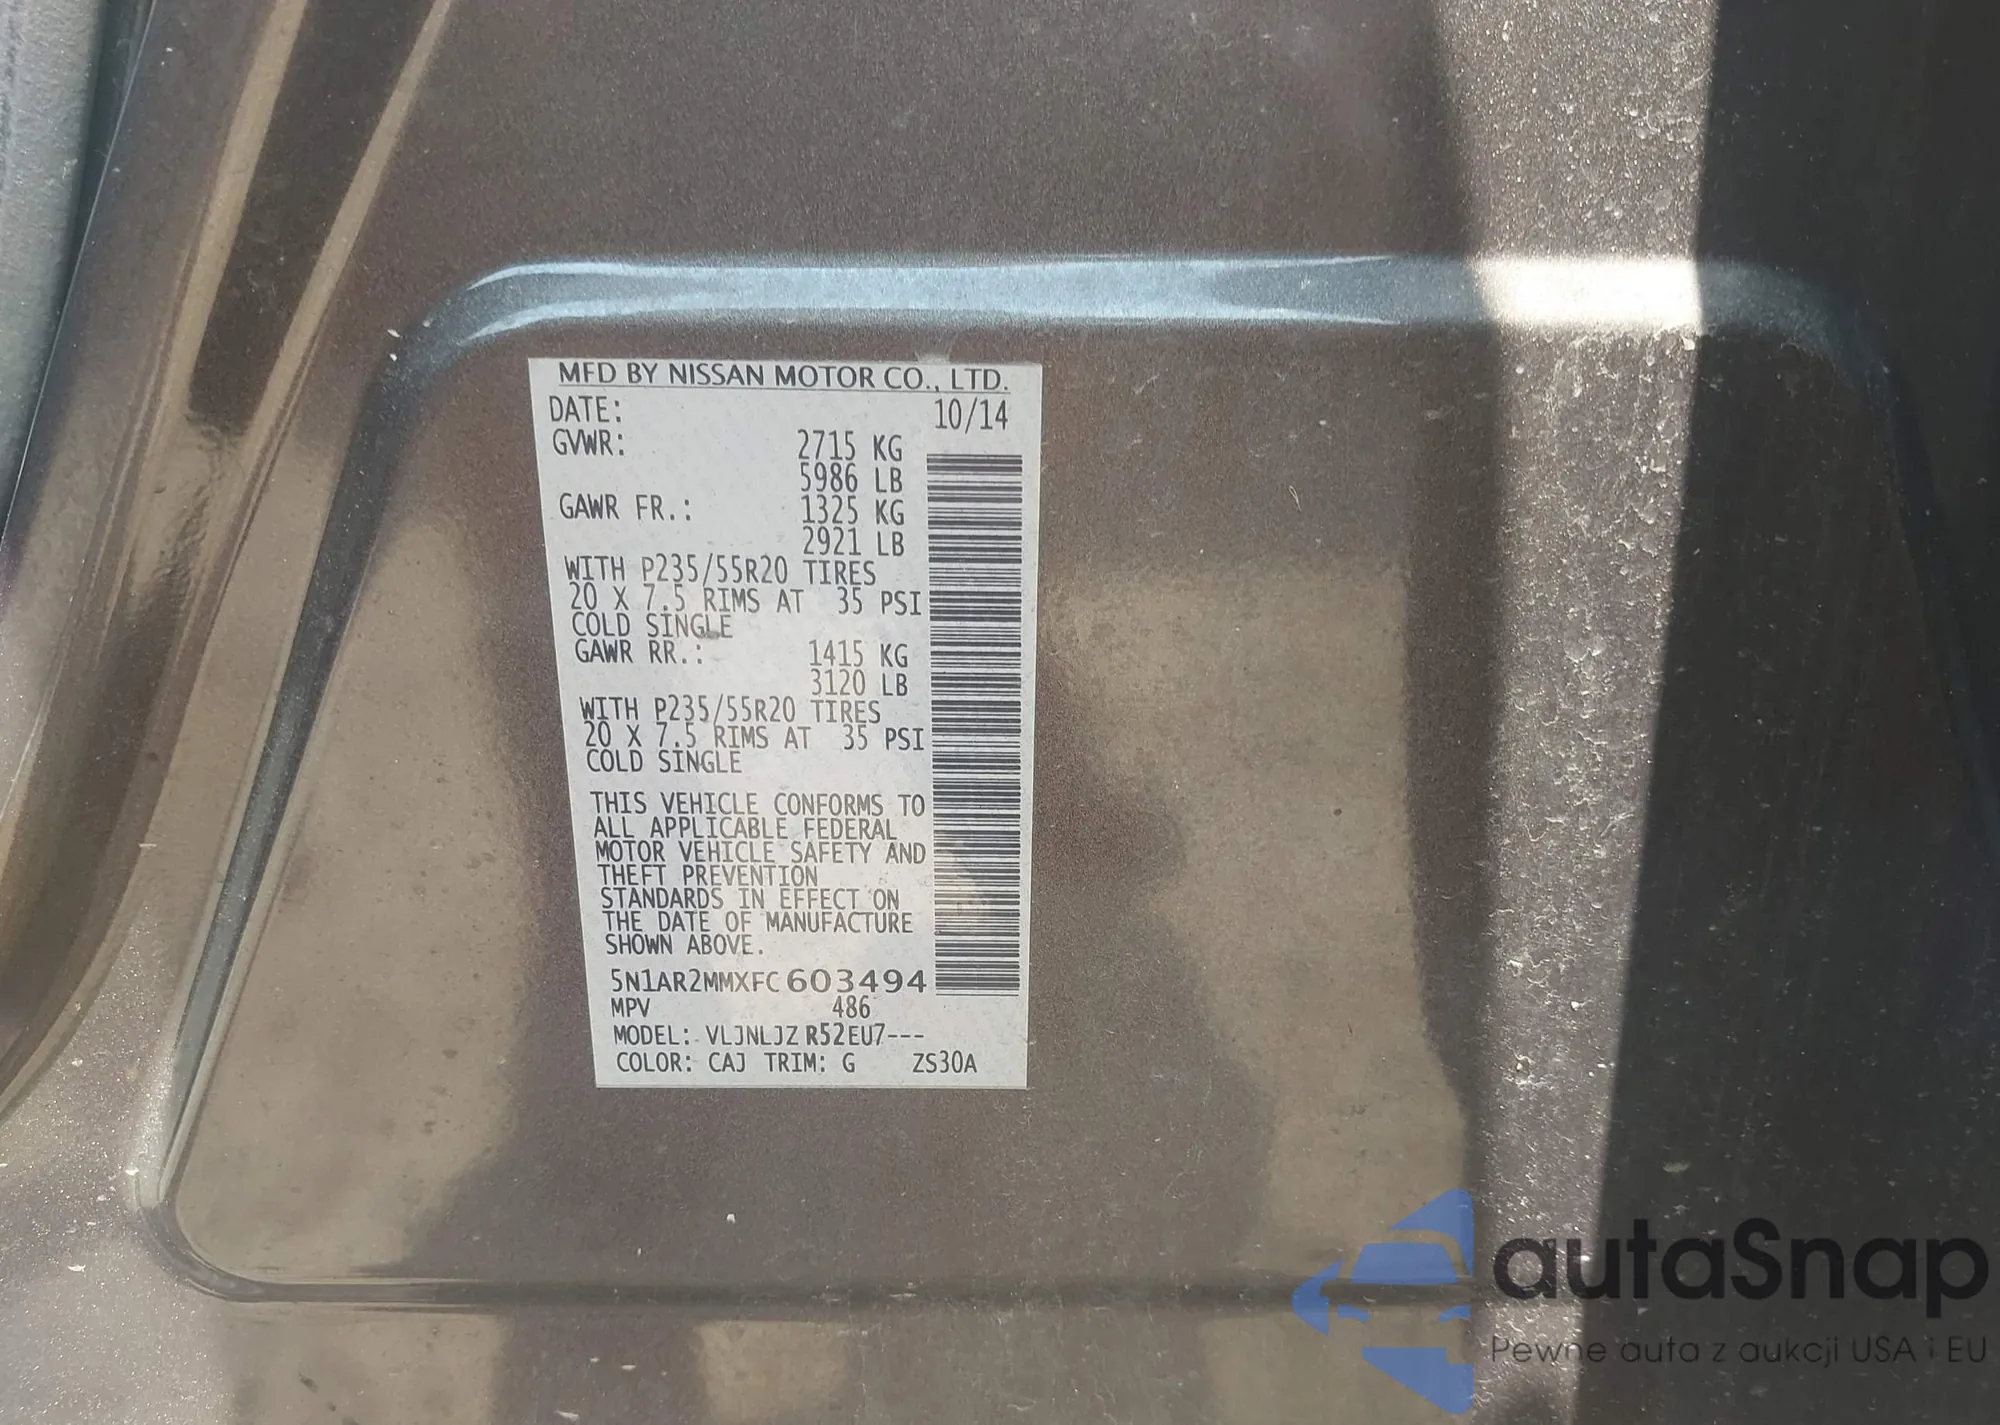 MFD BY NISSAN MOTOR CO., LTD.
DATE: 10/14
GVWR: 2715 KG
5986 LB
GAWR FR.: 1325 KG
2921 LB
WITH P235/55R20 TIRES
20 X 7.5 RIMS AT 35 PSI
COLD SINGLE
GAWR RR.: 1415 KG
3120 LB
WITH P235/55R20 TIRES
20 X 7.5 RIMS AT 35 PSI
COLD SINGLE
THIS VEHICLE CONFORMS TO
ALL APPLICABLE FEDERAL
MOTOR VEHICLE SAFETY AND
THEFT PREVENTION
STANDARDS IN EFFECT ON
THE DATE OF MANUFACTURE
SHOWN ABOVE.
5N1AR2MMXFC603494
MPV 486
MODEL: VLJNLJZ R52EU7---
COLOR: CAJ TRIM: G ZS30A
autaSnap
Pewne auta z aukcji USA i EU